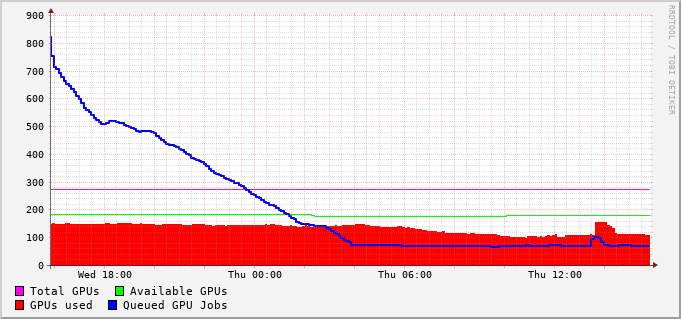 900
800
700
600
500
400
300
200
100
0
Wed 18:00 Thu 00:00 Thu 06:00 Thu 12:00
Total GPUs Available GPUs
GPUs used Queued GPU Jobs
RRDTOOL / TOBI OETIKER